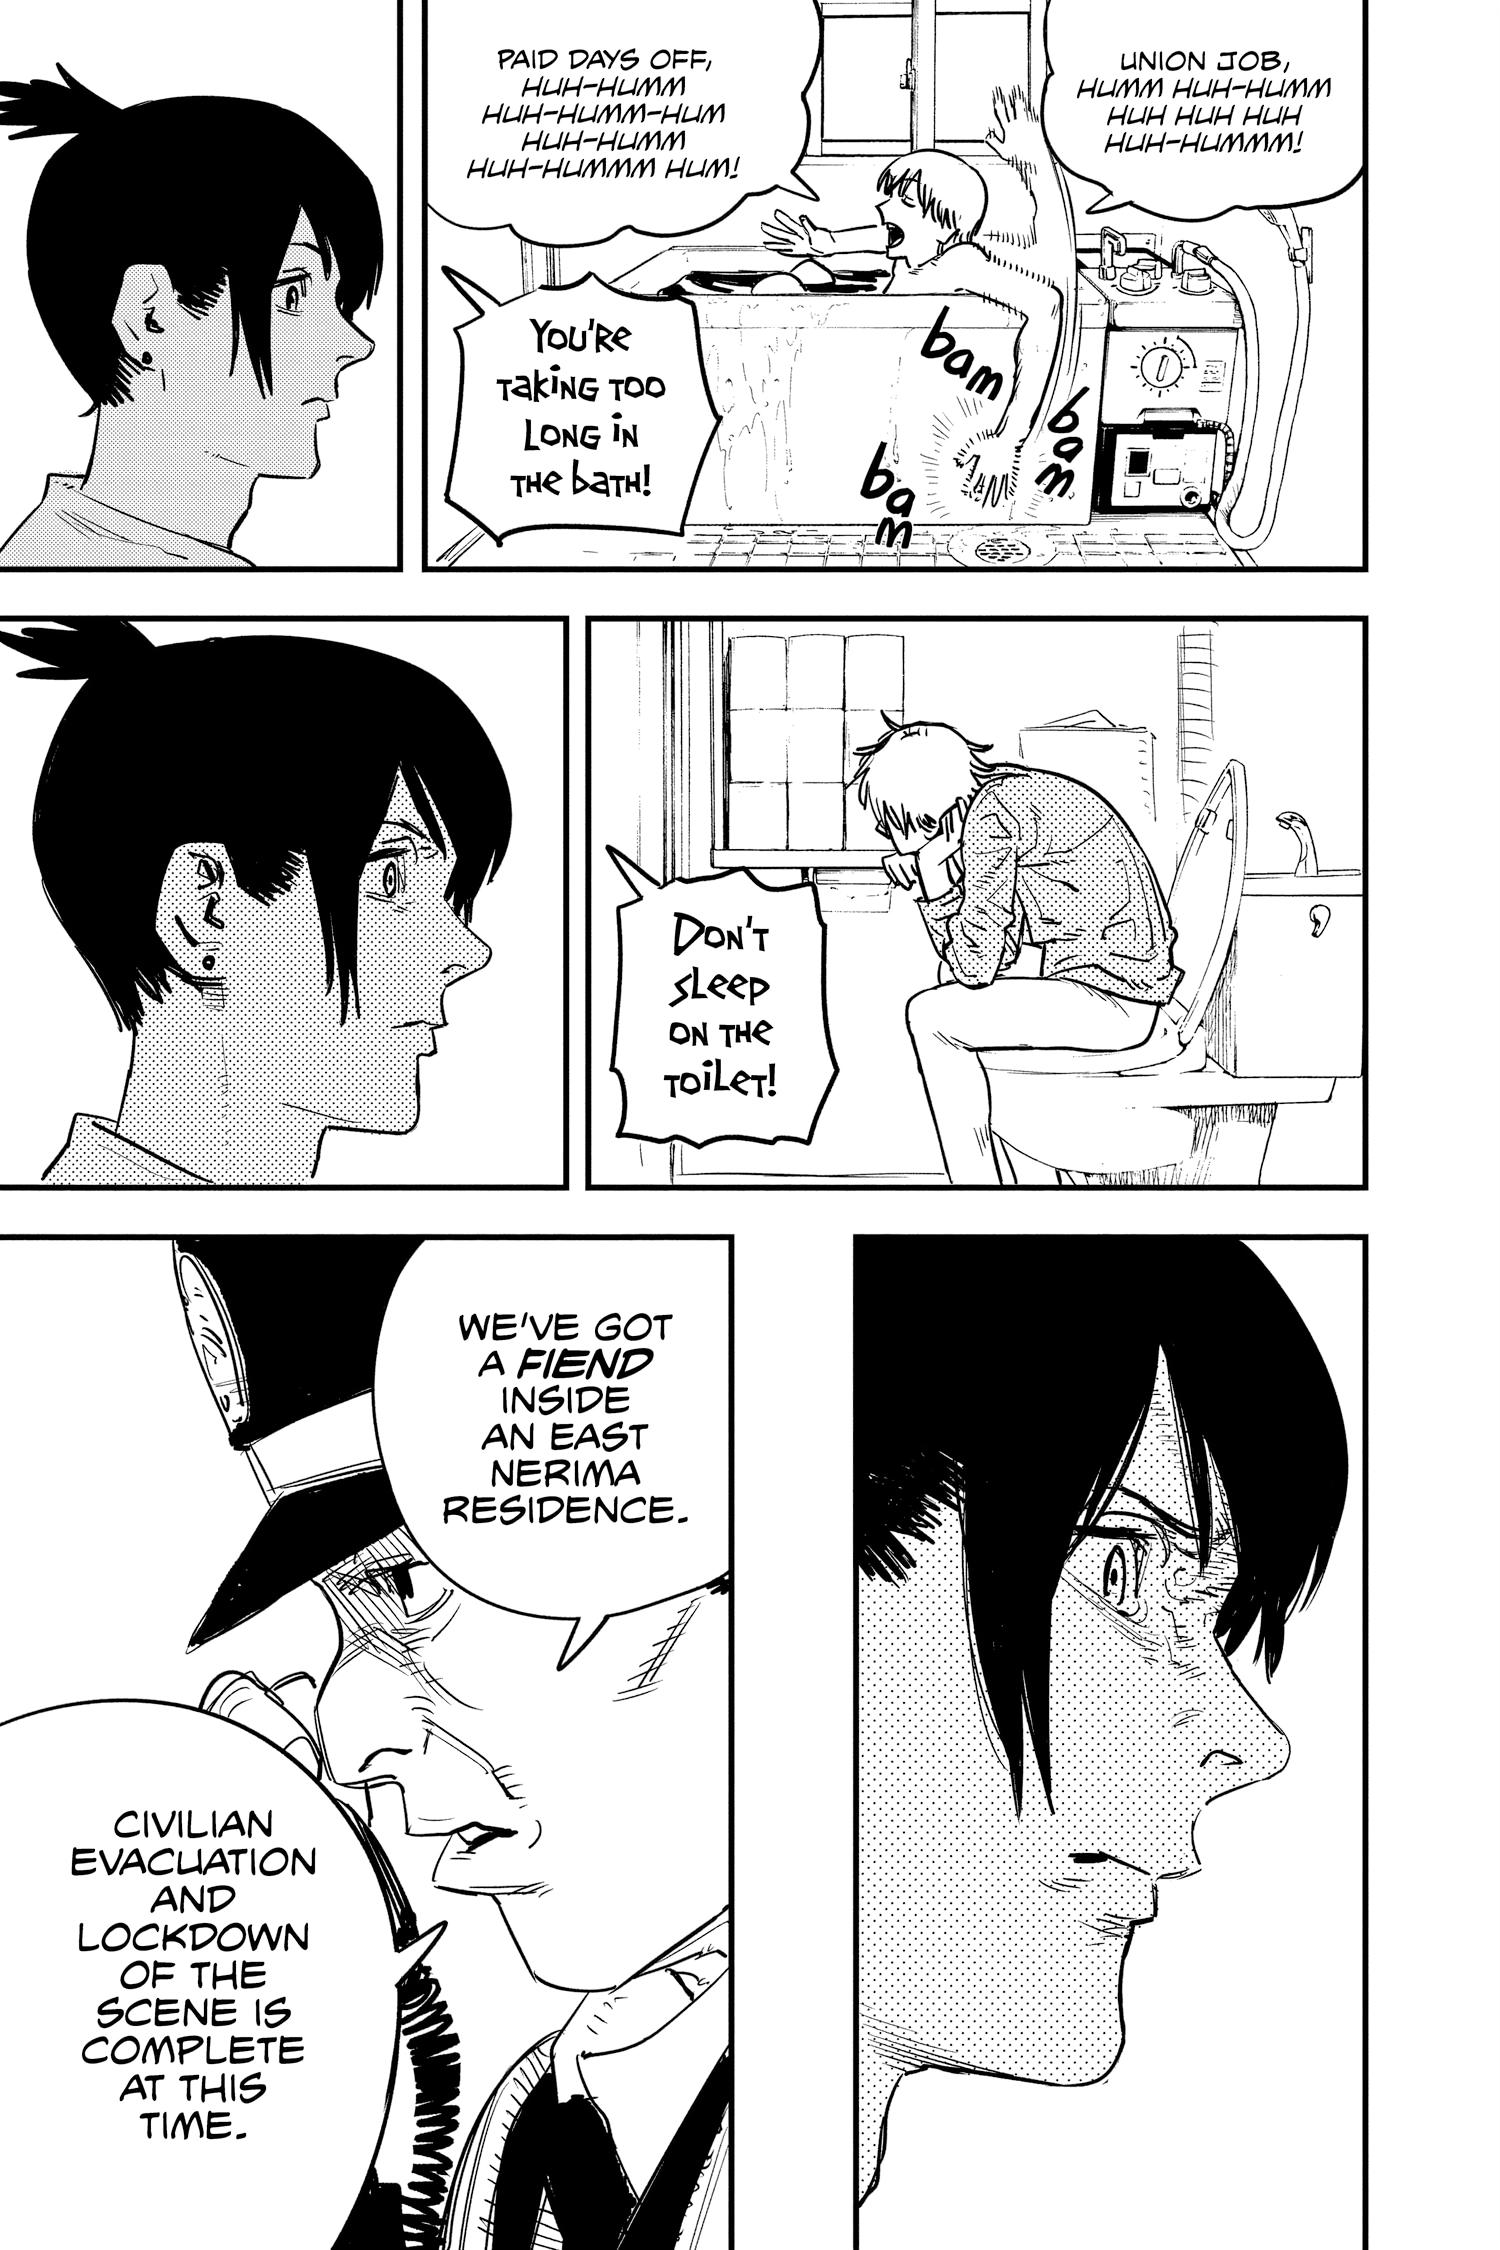 UNION JOB,
HUMM HUH-HUMM
HUH HUH HUH
HUH-HUMMM!
PAID DAYS OFF,
HUH-HUMM
HUH-HUMM-HUM
HUH-HUMM
HUH-HUMMM HUM!
bam
bam
bam
YOU'RE
TAKING TOO
LONG IN
THE BATH!
DON'T
SLEEP
ON THE
TOILET!
WE'VE GOT
A FIEND
INSIDE
AN EAST
NERIMA
RESIDENCE.
CIVILIAN
EVACUATION
AND
LOCKDOWN
OF THE
SCENE IS
COMPLETE
AT THIS
TIME.